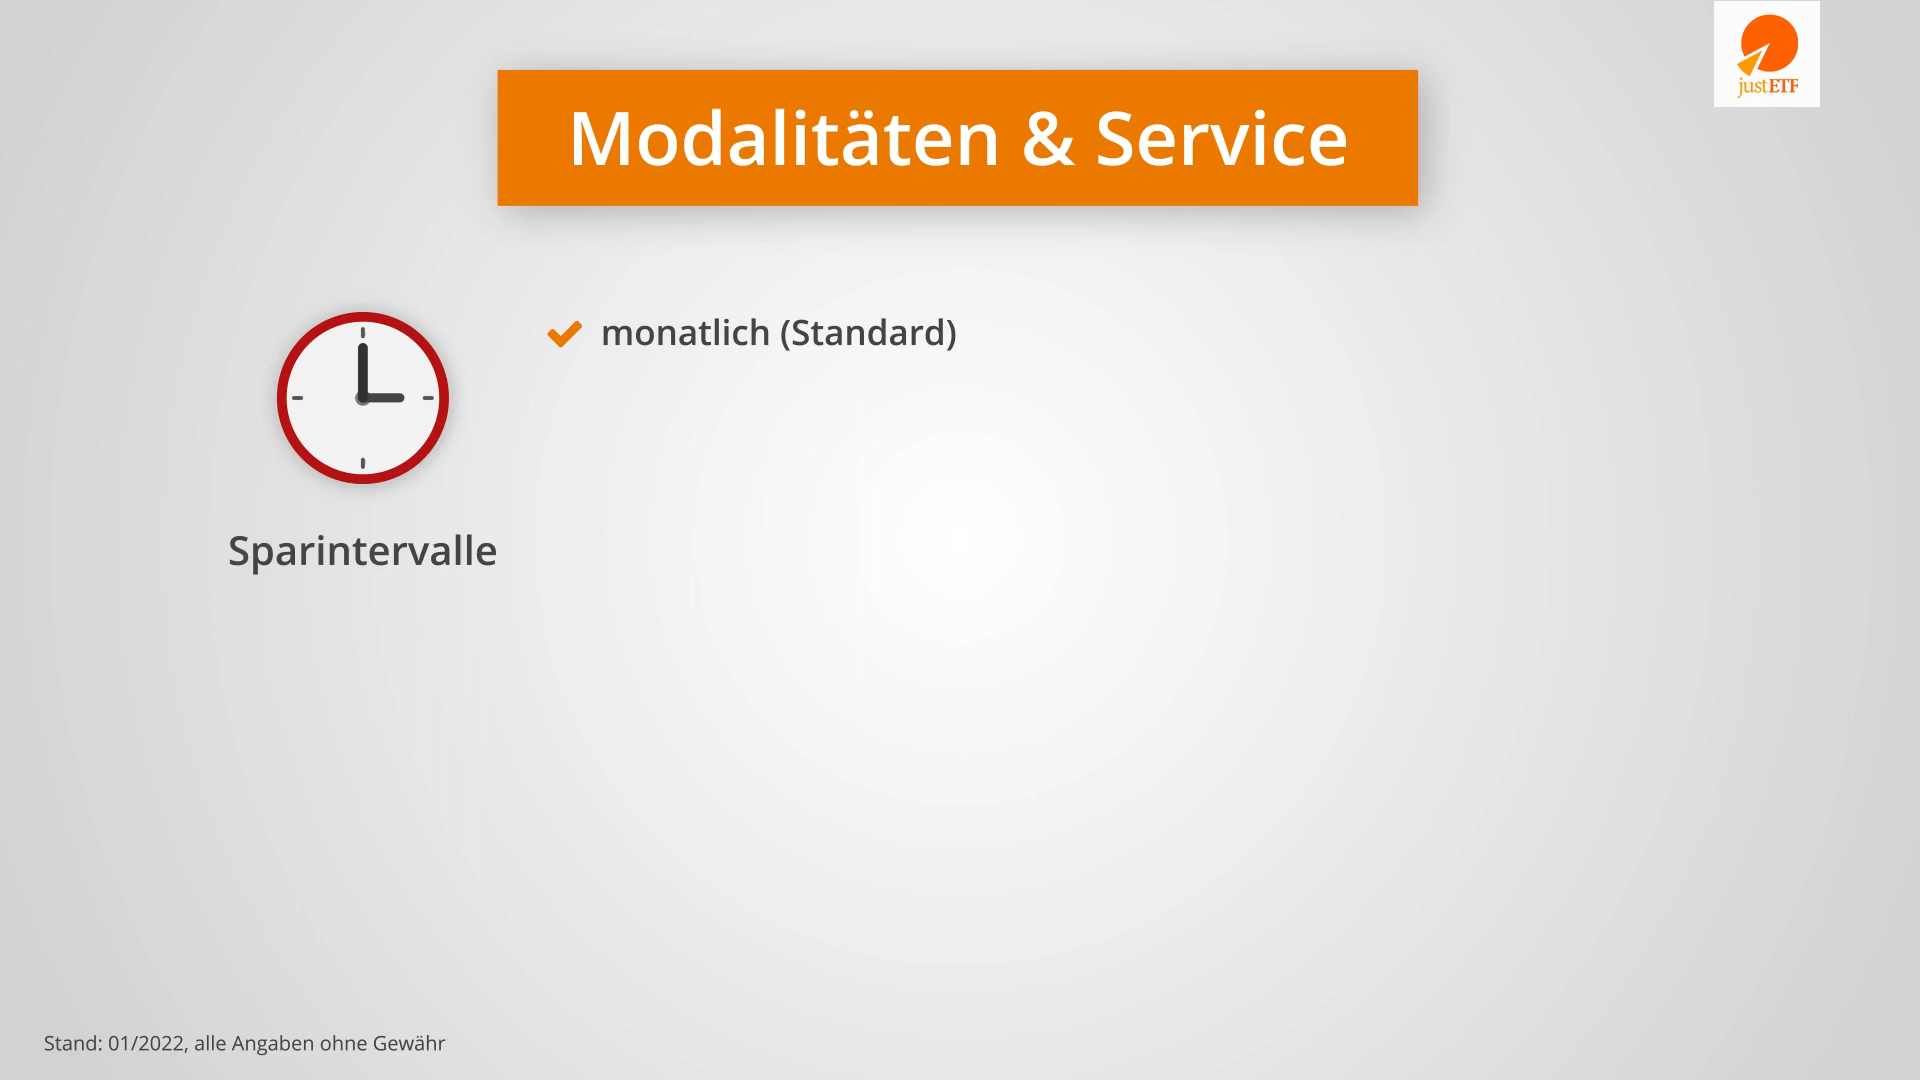 justETF
Modalitäten & Service
monatlich (Standard)
Sparintervalle
Stand: 01/2022, alle Angaben ohne Gewähr